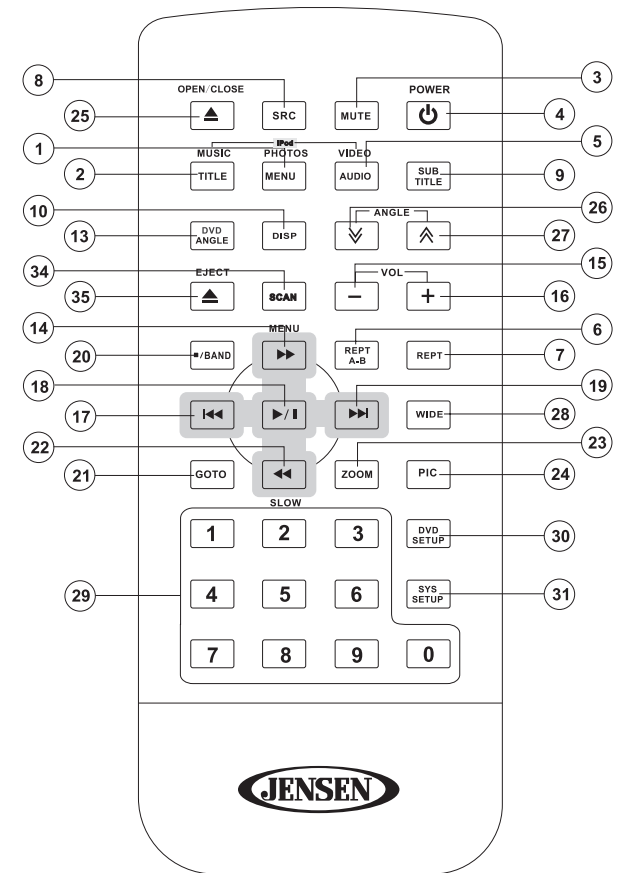 8
3
OPEN/CLOSE
POWER
25
SRC
MUTE
4
1
iPod
5
MUSIC
PHOTOS
VIDEO
2
TITLE
MENU
AUDIO
SUB
TITLE
9
10
26
ANGLE
13
DVD
ANGLE
DISP
27
34
15
EJECT
VOL
35
SCAN
−
+
16
14
6
MENU
20
■/BAND
REPT
A-B
REPT
7
18
19
17
WIDE
28
22
23
21
GOTO
ZOOM
PIC
24
SLOW
1
2
3
DVD
SETUP
30
29
4
5
6
SYS
SETUP
31
7
8
9
0
JENSEN